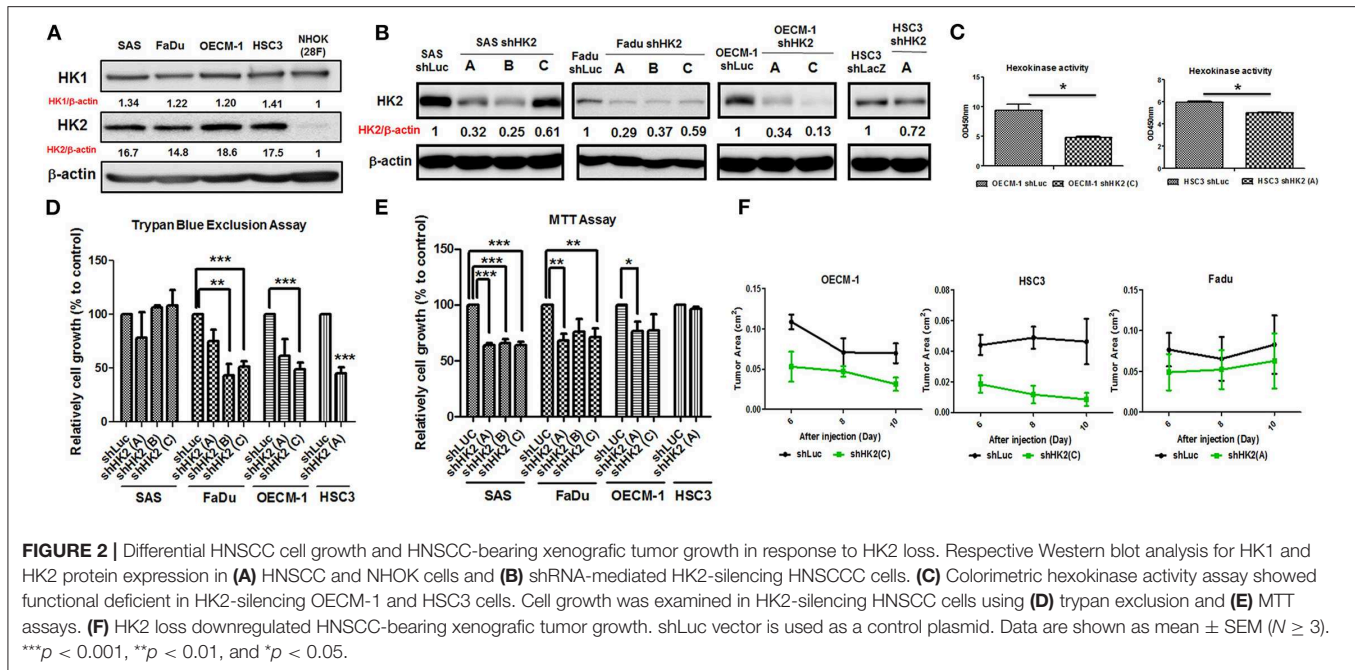 A
SAS FaDu OECM-1 HSC3 NHOK (28F)
HK1
HK1/β-actin 1.34 1.22 1.20 1.41 1
HK2
HK2/β-actin 16.7 14.8 18.6 17.5 1
β-actin
B
SAS shLuc SAS shHK2 A B C
Fadu shLuc Fadu shHK2 A B C
OECM-1 shLuc OECM-1 shHK2 A C
HSC3 shLacZ HSC3 shHK2 A
HK2
HK2/β-actin 1 0.32 0.25 0.61 1 0.29 0.37 0.59 1 0.34 0.13 1 0.72
β-actin
C
Hexokinase activity
*
OD450nm
15
10
5
0
OECM-1 shLuc OECM-1 shHK2 (C)
Hexokinase activity
*
OD450nm
8
6
4
2
0
HSC3 shLuc HSC3 shHK2 (A)
D
Trypan Blue Exclusion Assay
Relatively cell growth (% to control)
150
100
50
0
*** ** *** ***
shLUC shHK2(A) shHK2(B) shHK2(C) shLUC shHK2(A) shHK2(B) shHK2(C) shLUC shHK2(A) shHK2(C) shLUC shHK2(A)
SAS FaDu OECM-1 HSC3
E
MTT Assay
Relatively cell growth (% to control)
150
100
50
0
*** *** *** ** ** *
shLUC shHK2(A) shHK2(B) shHK2(C) shLUC shHK2(A) shHK2(B) shHK2(C) shLUC shHK2(A) shHK2(C) shLUC shHK2(A)
SAS FaDu OECM-1 HSC3
F
OECM-1
Tumor Area (cm²)
0.15
0.10
0.05
0.00
6 8 10
After injection (Day)
shLuc shHK2(C)
HSC3
Tumor Area (cm²)
0.08
0.06
0.04
0.02
0.00
6 8 10
After injection (Day)
shLuc shHK2(C)
Fadu
Tumor Area (cm²)
0.15
0.10
0.05
0.00
6 8 10
After injection (Day)
shLuc shHK2(A)
FIGURE 2 | Differential HNSCC cell growth and HNSCC-bearing xenografic tumor growth in response to HK2 loss. Respective Western blot analysis for HK1 and
HK2 protein expression in (A) HNSCC and NHOK cells and (B) shRNA-mediated HK2-silencing HNSCCC cells. (C) Colorimetric hexokinase activity assay showed
functional deficient in HK2-silencing OECM-1 and HSC3 cells. Cell growth was examined in HK2-silencing HNSCC cells using (D) trypan exclusion and (E) MTT
assays. (F) HK2 loss downregulated HNSCC-bearing xenografic tumor growth. shLuc vector is used as a control plasmid. Data are shown as mean ± SEM (N ≥ 3).
***p < 0.001, **p < 0.01, and *p < 0.05.